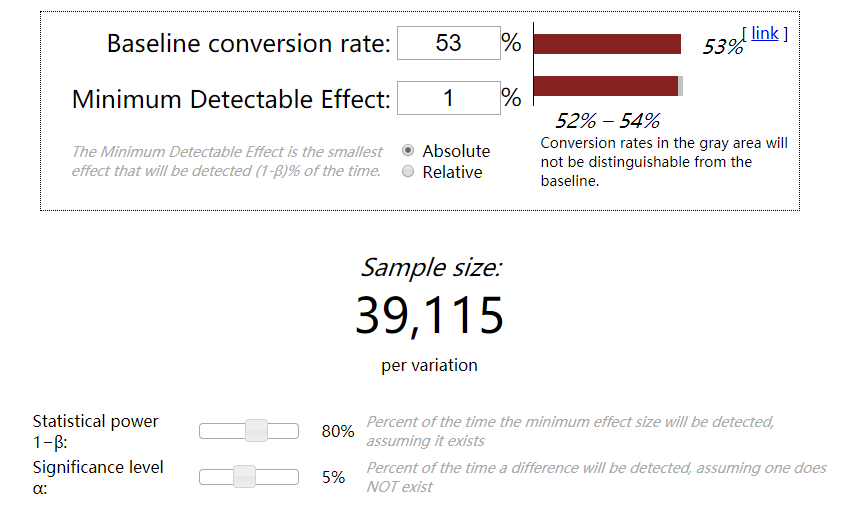 Baseline conversion rate: 53 %
53%
[ link ]
Minimum Detectable Effect: 1 %
52% – 54%
The Minimum Detectable Effect is the smallest
effect that will be detected (1-β)% of the time.
Absolute
Relative
Conversion rates in the gray area will
not be distinguishable from the
baseline.
Sample size:
39,115
per variation
Statistical power
1−β:
80%
Percent of the time the minimum effect size will be detected,
assuming it exists
Significance level
α:
5%
Percent of the time a difference will be detected, assuming one does
NOT exist